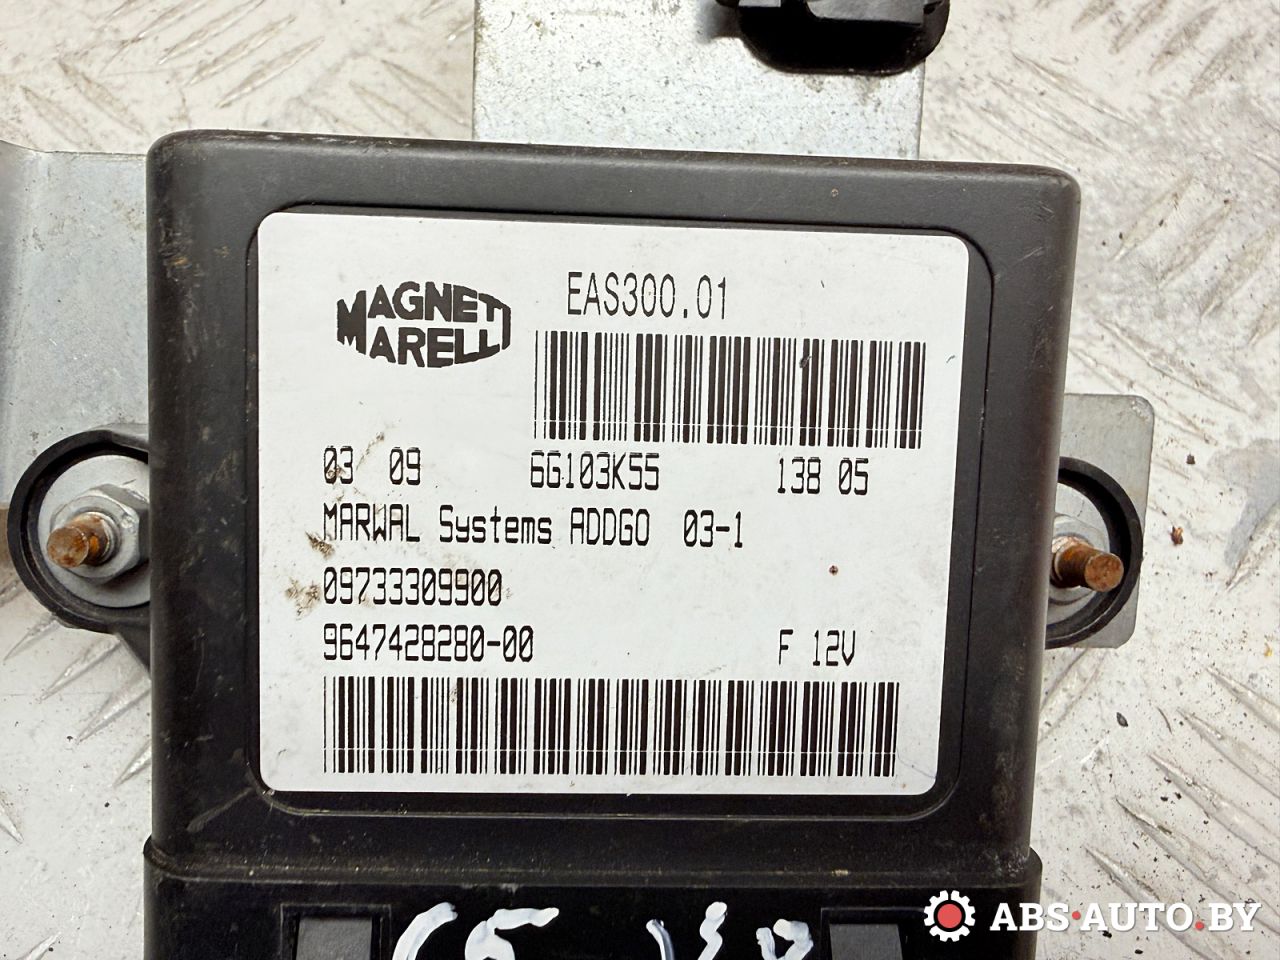 MAGNETI
MARELLI
EAS300.01
03 09 6G103K55 138 05
MARWAL Systems ADDGO 03-1
09733309900
9647428280-00 F 12V
C5
ABS-AUTO.BY